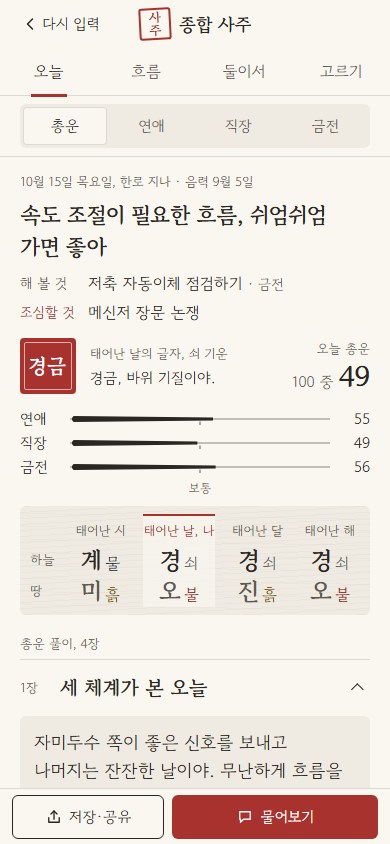 다시 입력
사주
종합 사주
오늘 흐름 둘이서 고르기
총운 연애 직장 금전
10월 15일 목요일, 한로 지나 · 음력 9월 5일
속도 조절이 필요한 흐름, 쉬엄쉬엄
가면 좋아
해 볼 것 저축 자동이체 점검하기 · 금전
조심할 것 메신저 장문 논쟁
경금
태어난 날의 글자, 쇠 기운
경금, 바위 기질이야.
오늘 총운
100 중 49
연애 55
직장 49
금전 56
보통
태어난 시 태어난 날, 나 태어난 달 태어난 해
하늘 계 물 경 쇠 경 쇠 경 쇠
땅 미 흙 오 불 진 흙 오 불
총운 풀이, 4장
1장 세 체계가 본 오늘
자미두수 쪽이 좋은 신호를 보내고
나머지는 잔잔한 날이야. 무난하게 흐름을
저장·공유
물어보기